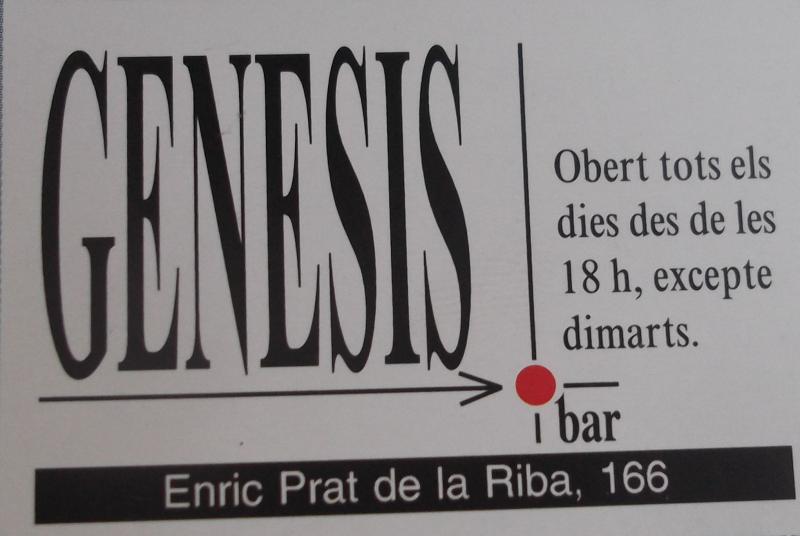 GENESIS
Obert tots els
dies des de les
18 h, excepte
dimarts.
bar
Enric Prat de la Riba, 166